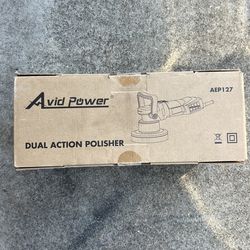 Avid Power
AEP127
DUAL ACTION POLISHER